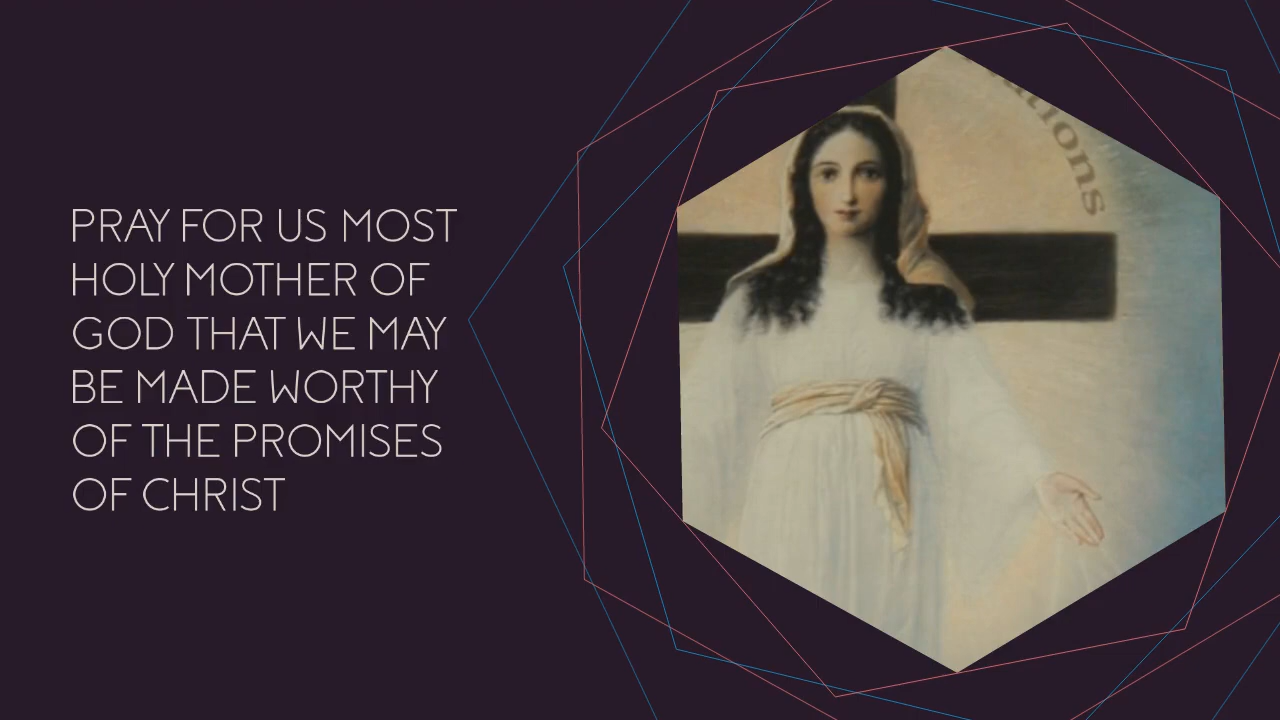 PRAY FOR US MOST
HOLY MOTHER OF
GOD THAT WE MAY
BE MADE WORTHY
OF THE PROMISES
OF CHRIST